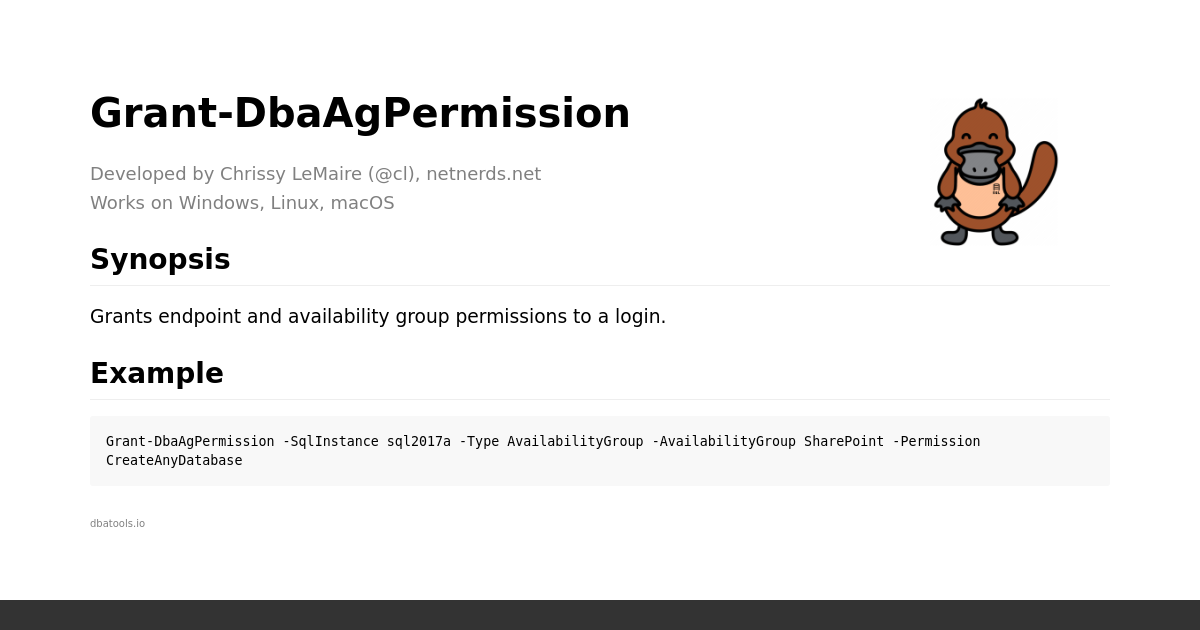 Grant-DbaAgPermission
Developed by Chrissy LeMaire (@cl), netnerds.net
Works on Windows, Linux, macOS
Synopsis
Grants endpoint and availability group permissions to a login.
Example
Grant-DbaAgPermission -SqlInstance sql2017a -Type AvailabilityGroup -AvailabilityGroup SharePoint -Permission
CreateAnyDatabase
dbatools.io